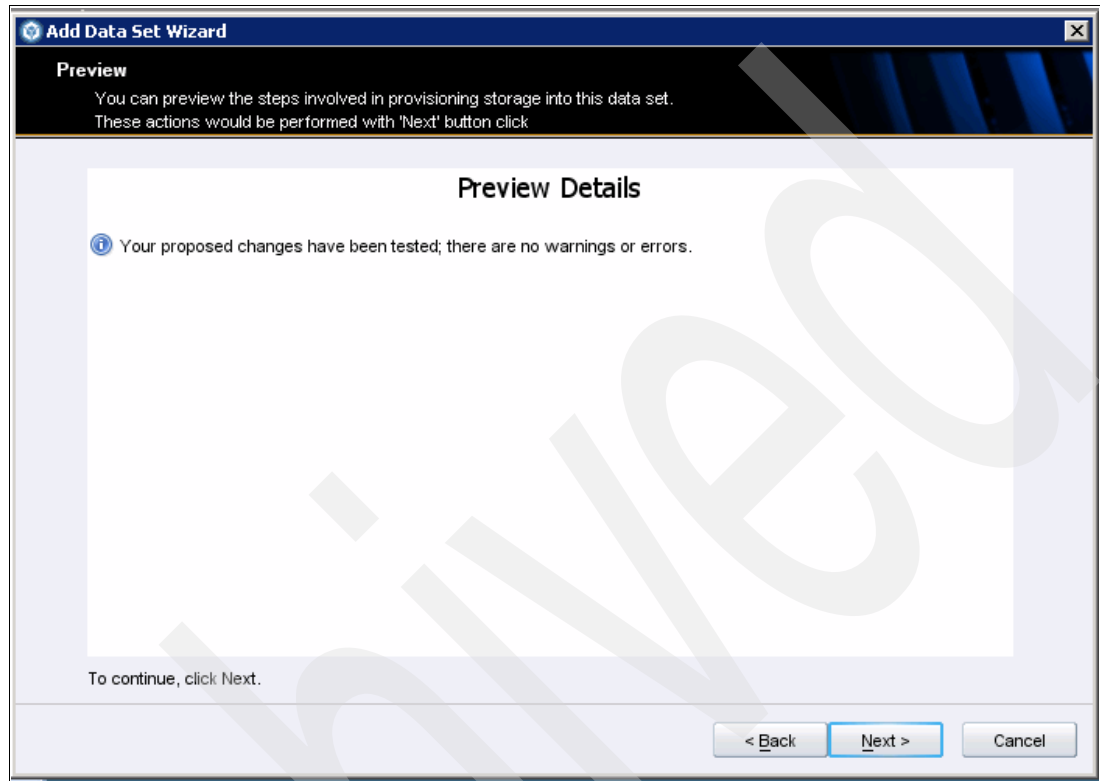 Add Data Set Wizard
Preview
You can preview the steps involved in provisioning storage into this data set.
These actions would be performed with 'Next' button click
Preview Details
Your proposed changes have been tested; there are no warnings or errors.
To continue, click Next.
< Back
Next >
Cancel
hived